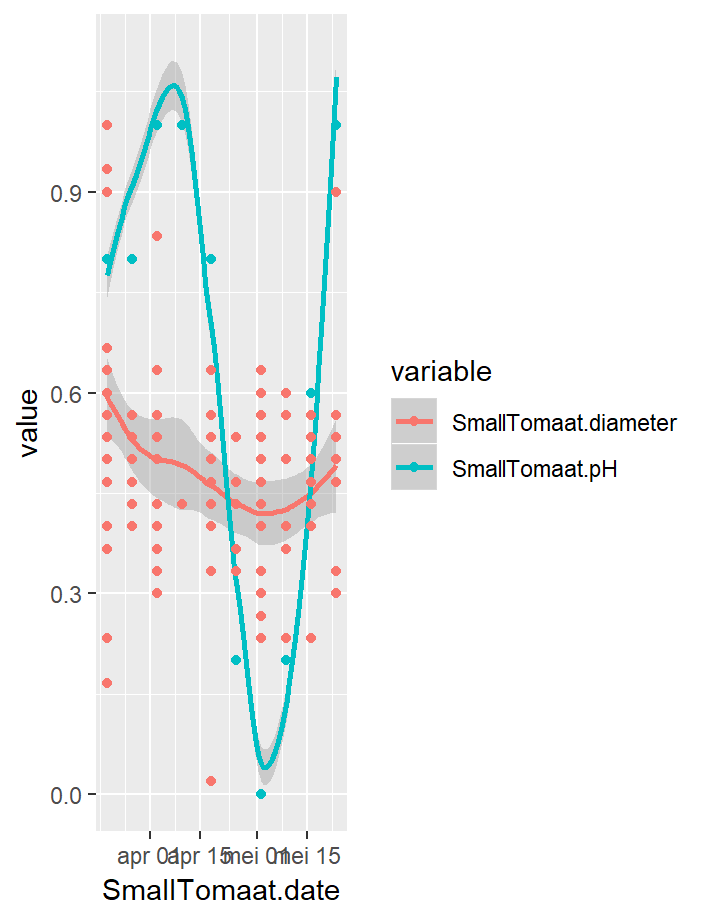 0.9
0.6
0.3
0.0
value
apr 01
apr 15
mei 01
mei 15
SmallTomaat.date
variable
SmallTomaat.diameter
SmallTomaat.pH